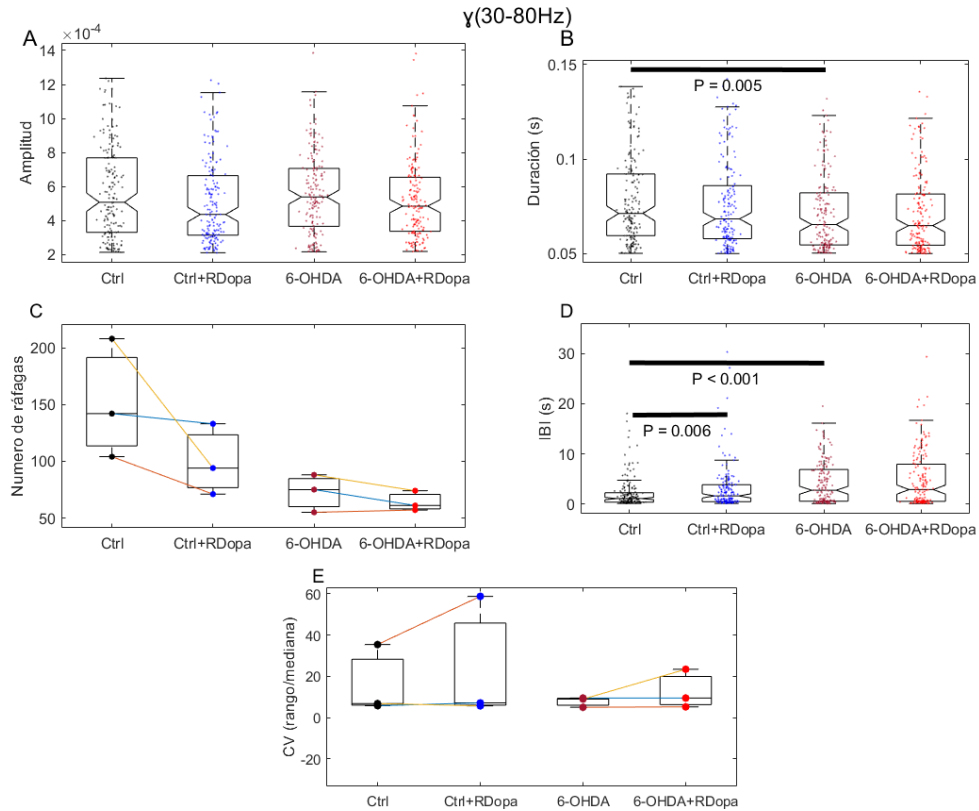 ɣ(30-80Hz)
A
×10⁻⁴
14
12
10
8
6
4
2
Amplitud
Ctrl
Ctrl+RDopa
6-OHDA
6-OHDA+RDopa
B
0.15
0.1
0.05
Duración (s)
P = 0.005
Ctrl
Ctrl+RDopa
6-OHDA
6-OHDA+RDopa
C
200
150
100
50
Numero de ráfagas
Ctrl
Ctrl+RDopa
6-OHDA
6-OHDA+RDopa
D
30
20
10
0
IBI (s)
P < 0.001
P = 0.006
Ctrl
Ctrl+RDopa
6-OHDA
6-OHDA+RDopa
E
60
40
20
0
-20
CV (rango/mediana)
Ctrl
Ctrl+RDopa
6-OHDA
6-OHDA+RDopa